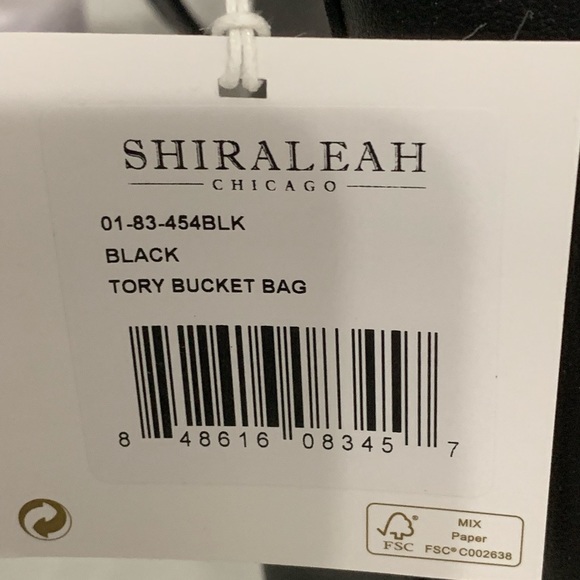 SHIRALEAH
CHICAGO
01-83-454BLK
BLACK
TORY BUCKET BAG
8 48616 08345 7
FSC
MIX
Paper
FSC® C002638